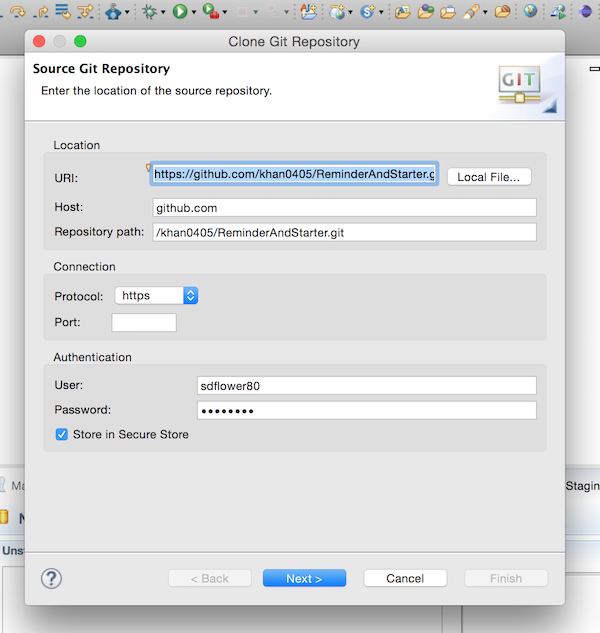 Clone Git Repository
Source Git Repository
Enter the location of the source repository.
GIT
Location
URI: https://github.com/khan0405/ReminderAndStarter.g Local File...
Host: github.com
Repository path: /khan0405/ReminderAndStarter.git
Connection
Protocol: https
Port:
Authentication
User: sdflower80
Password: ••••••••
Store in Secure Store
Stagin
Unst
? < Back Next > Cancel Finish